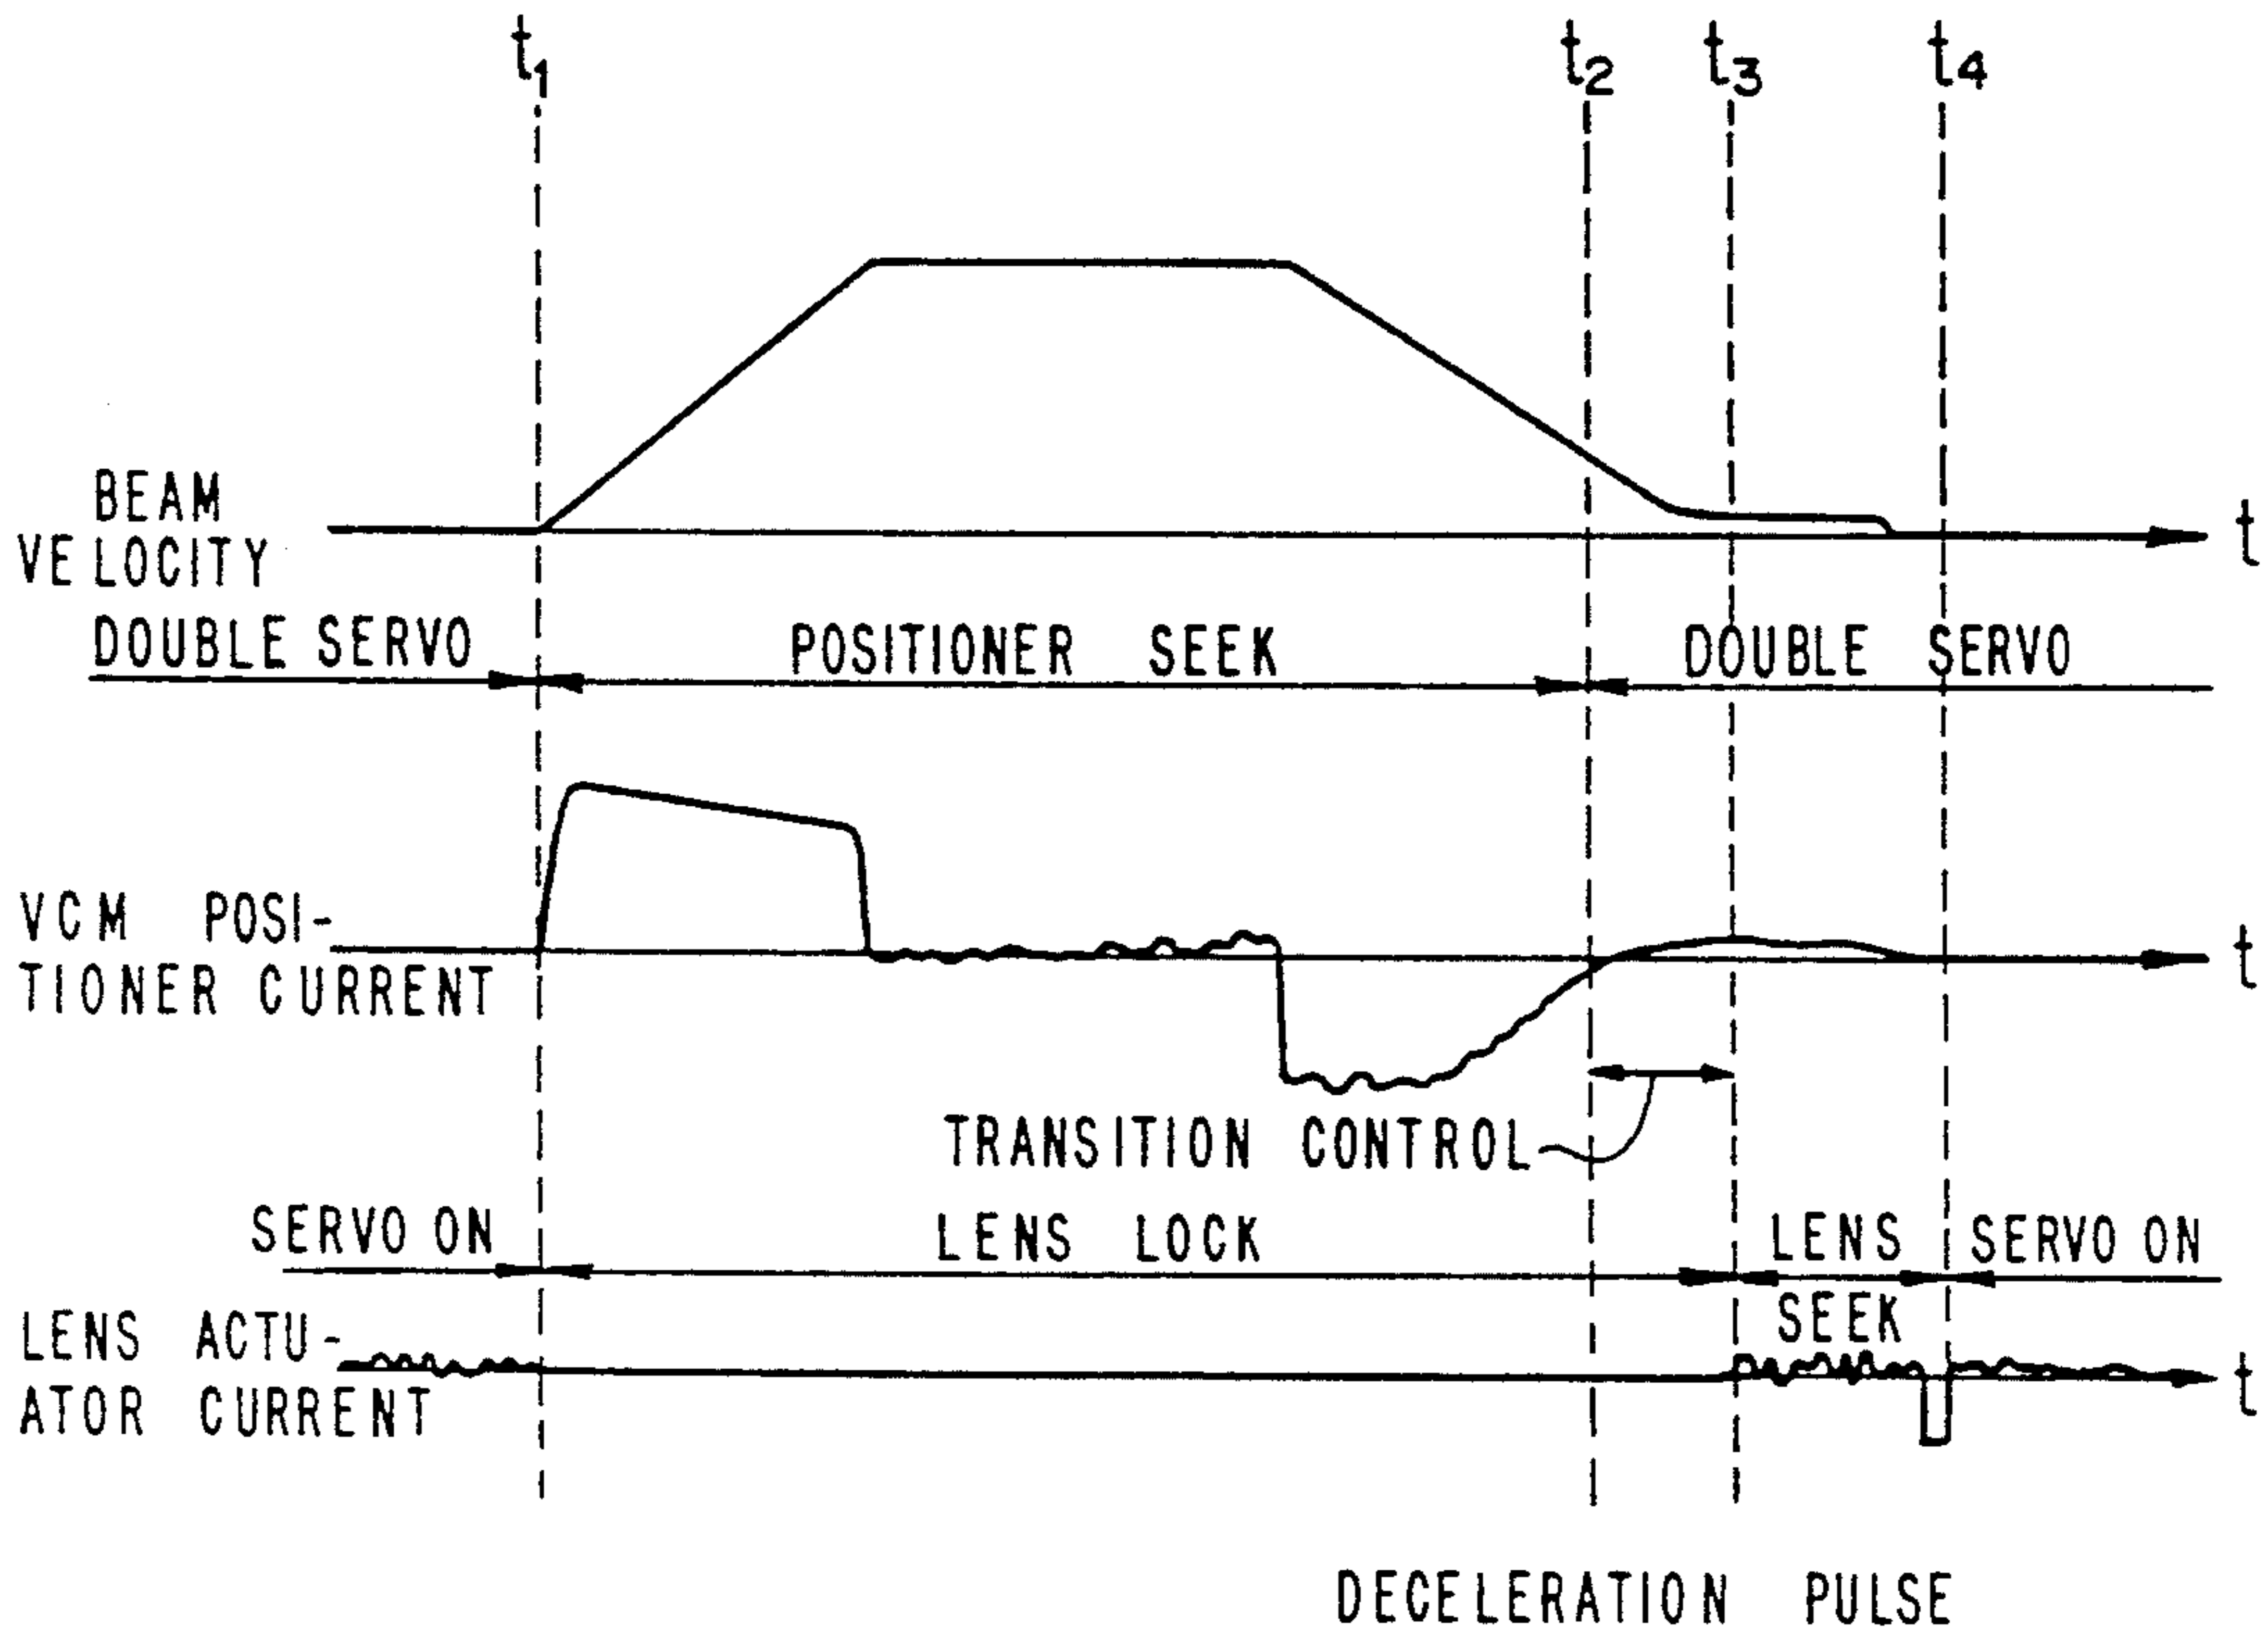 t1 t2 t3 t4
BEAM
VELOCITY
t
DOUBLE SERVO POSITIONER SEEK DOUBLE SERVO
VCM POSI-
TIONER CURRENT
t
TRANSITION CONTROL
SERVO ON LENS LOCK LENS SERVO ON
SEEK
LENS ACTU-
ATOR CURRENT
t
DECELERATION PULSE